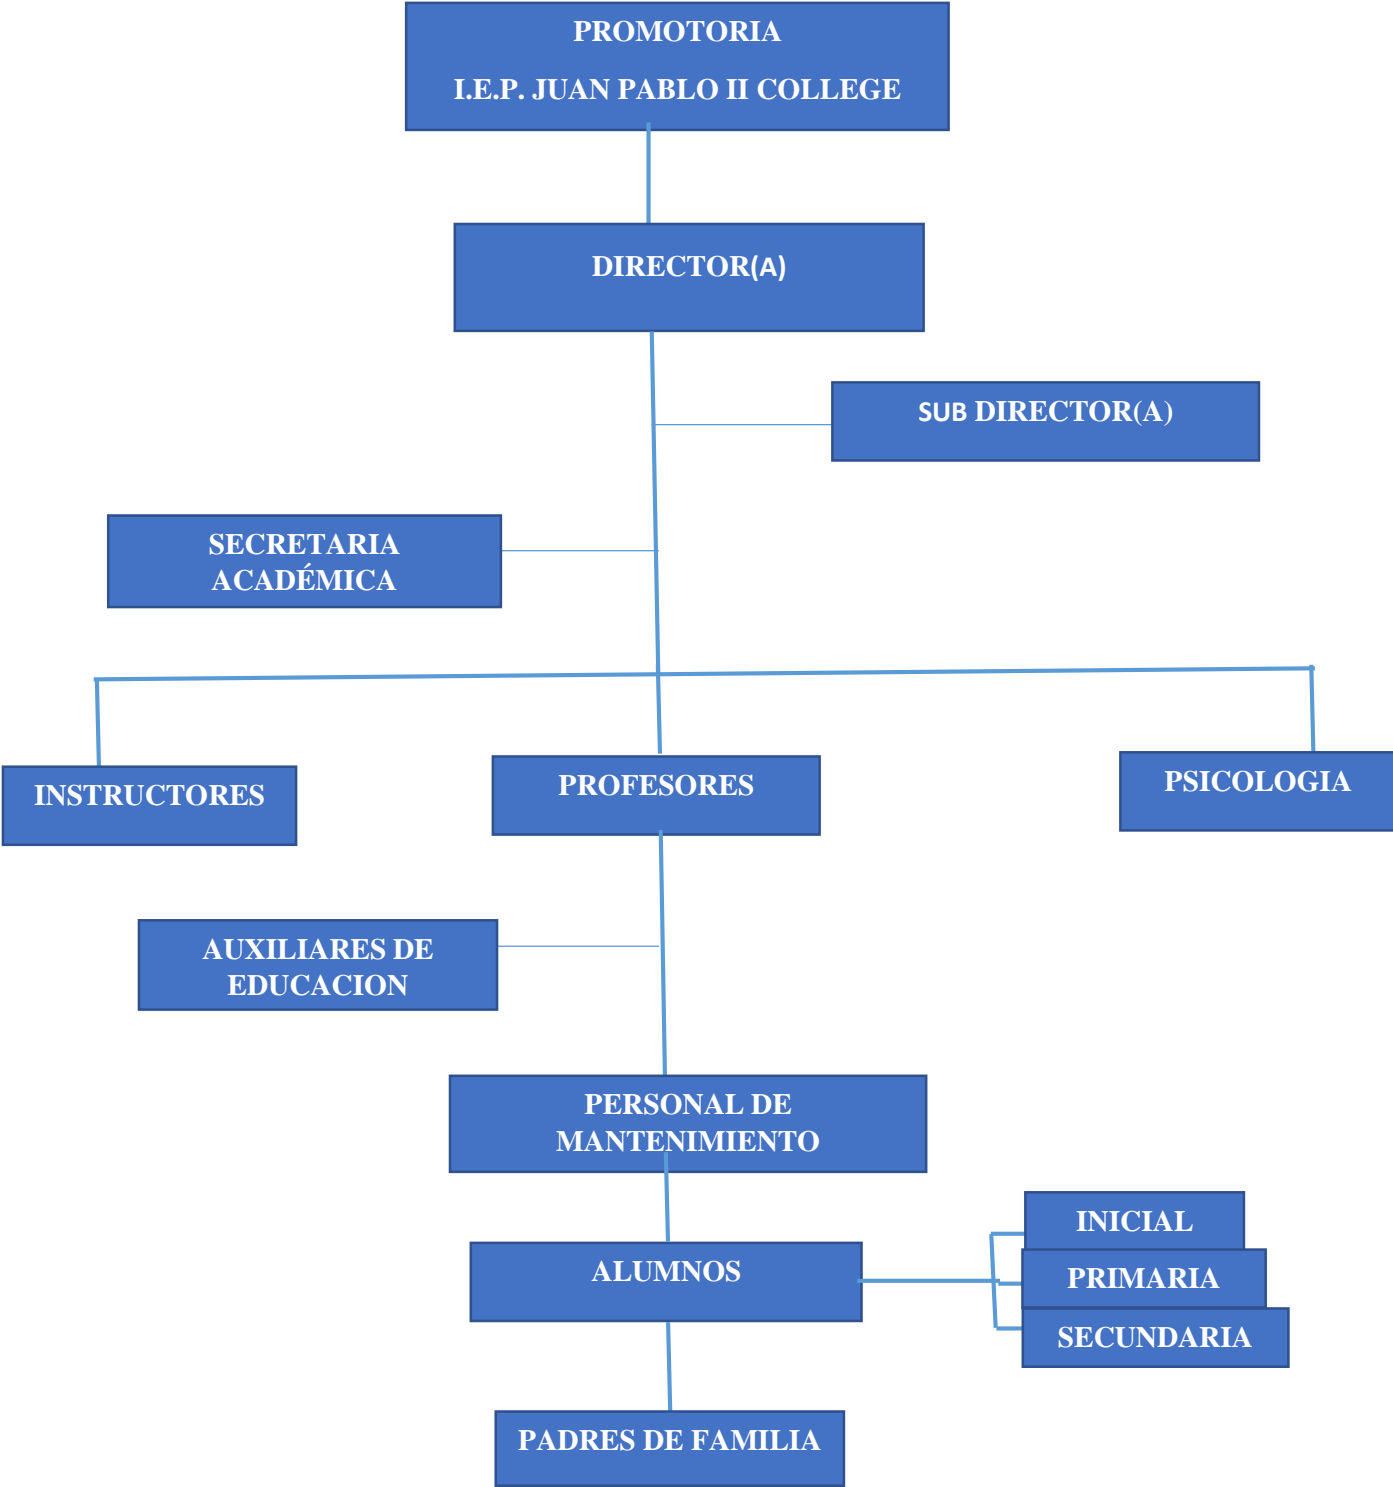 PROMOTORIA
I.E.P. JUAN PABLO II COLLEGE
DIRECTOR(A)
SUB DIRECTOR(A)
SECRETARIA
ACADÉMICA
INSTRUCTORES
PROFESORES
PSICOLOGIA
AUXILIARES DE
EDUCACION
PERSONAL DE
MANTENIMIENTO
ALUMNOS
INICIAL
PRIMARIA
SECUNDARIA
PADRES DE FAMILIA